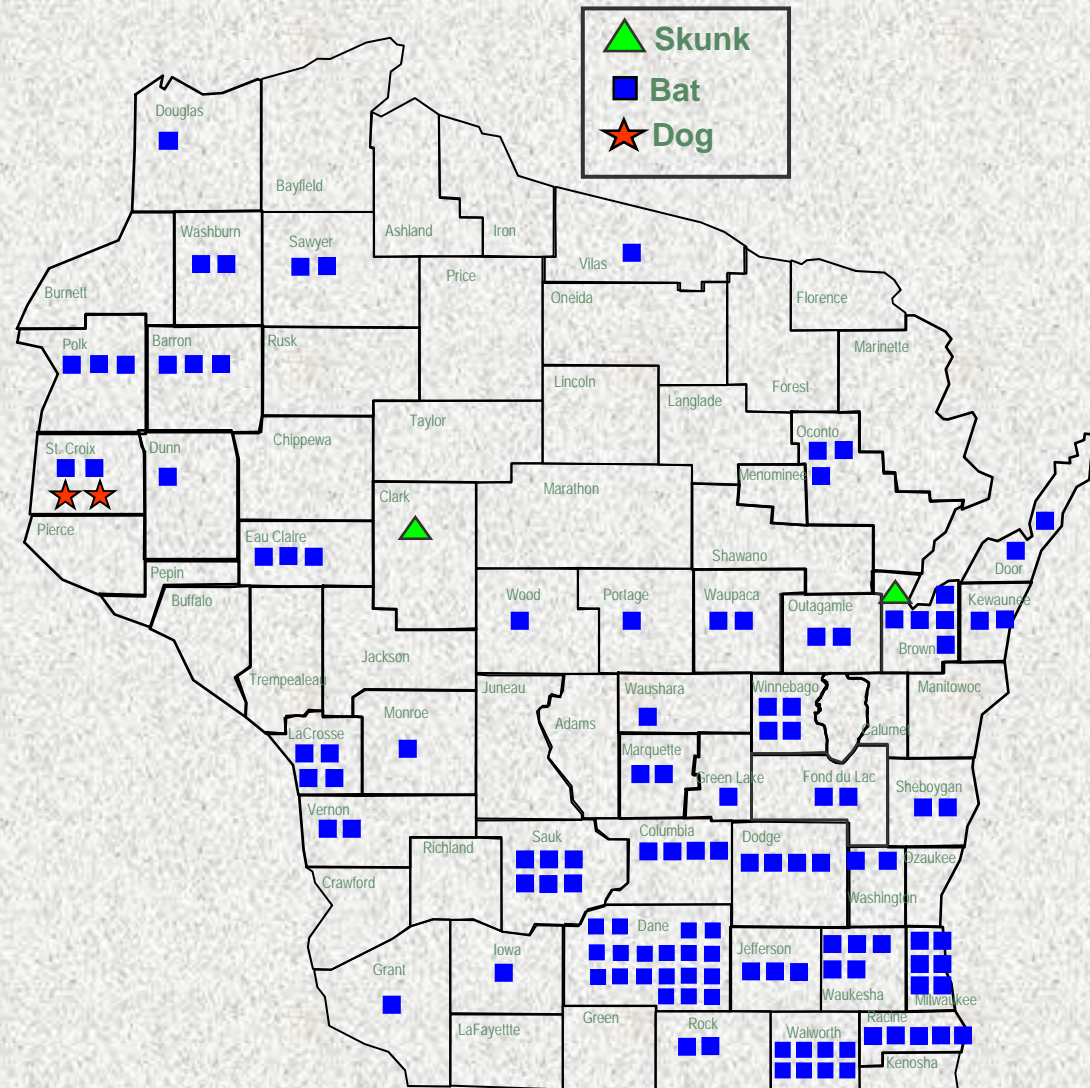 Skunk
Bat
Dog
Douglas
Bayfield
Ashland
Iron
Washburn
Sawyer
Vilas
Burnett
Price
Oneida
Florence
Polk
Barron
Rusk
Marinette
Lincoln
Forest
Langlade
Taylor
Chippewa
Oconto
St. Croix
Dunn
Menominee
Marathon
Clark
Pierce
Eau Claire
Shawano
Door
Pepin
Buffalo
Wood
Portage
Waupaca
Outagamie
Kewaunee
Brown
Jackson
Trempealeau
Juneau
Waushara
Winnebago
Manitowoc
Monroe
Adams
Calumet
LaCrosse
Marquette
Green Lake
Fond du Lac
Sheboygan
Vernon
Sauk
Columbia
Dodge
Richland
Ozaukee
Crawford
Washington
Dane
Iowa
Jefferson
Grant
Waukesha
Milwaukee
LaFayettte
Green
Rock
Walworth
Racine
Kenosha